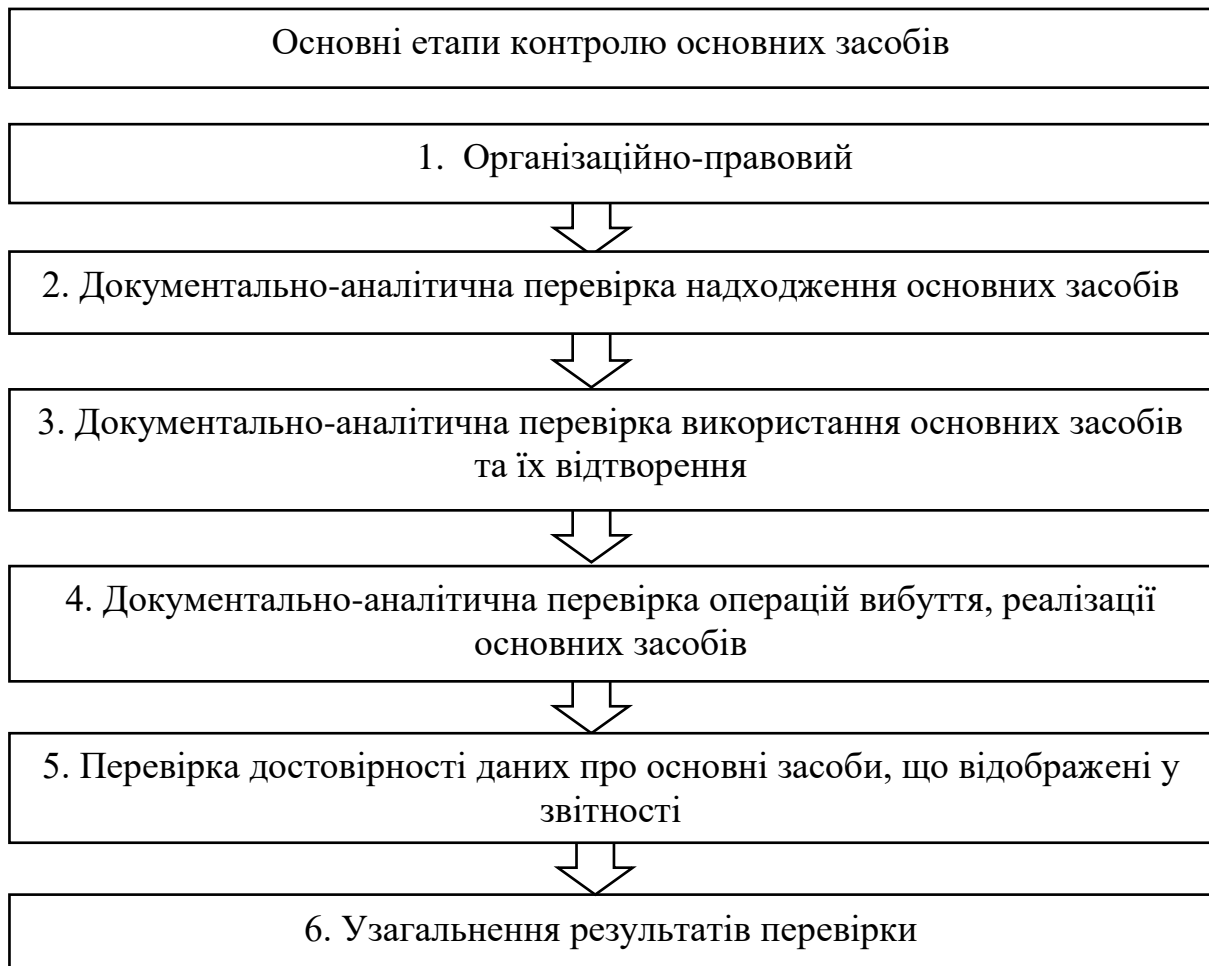 Основні етапи контролю основних засобів
1. Організаційно-правовий
2. Документально-аналітична перевірка надходження основних засобів
3. Документально-аналітична перевірка використання основних засобів
та їх відтворення
4. Документально-аналітична перевірка операцій вибуття, реалізації
основних засобів
5. Перевірка достовірності даних про основні засоби, що відображені у
звітності
6. Узагальнення результатів перевірки